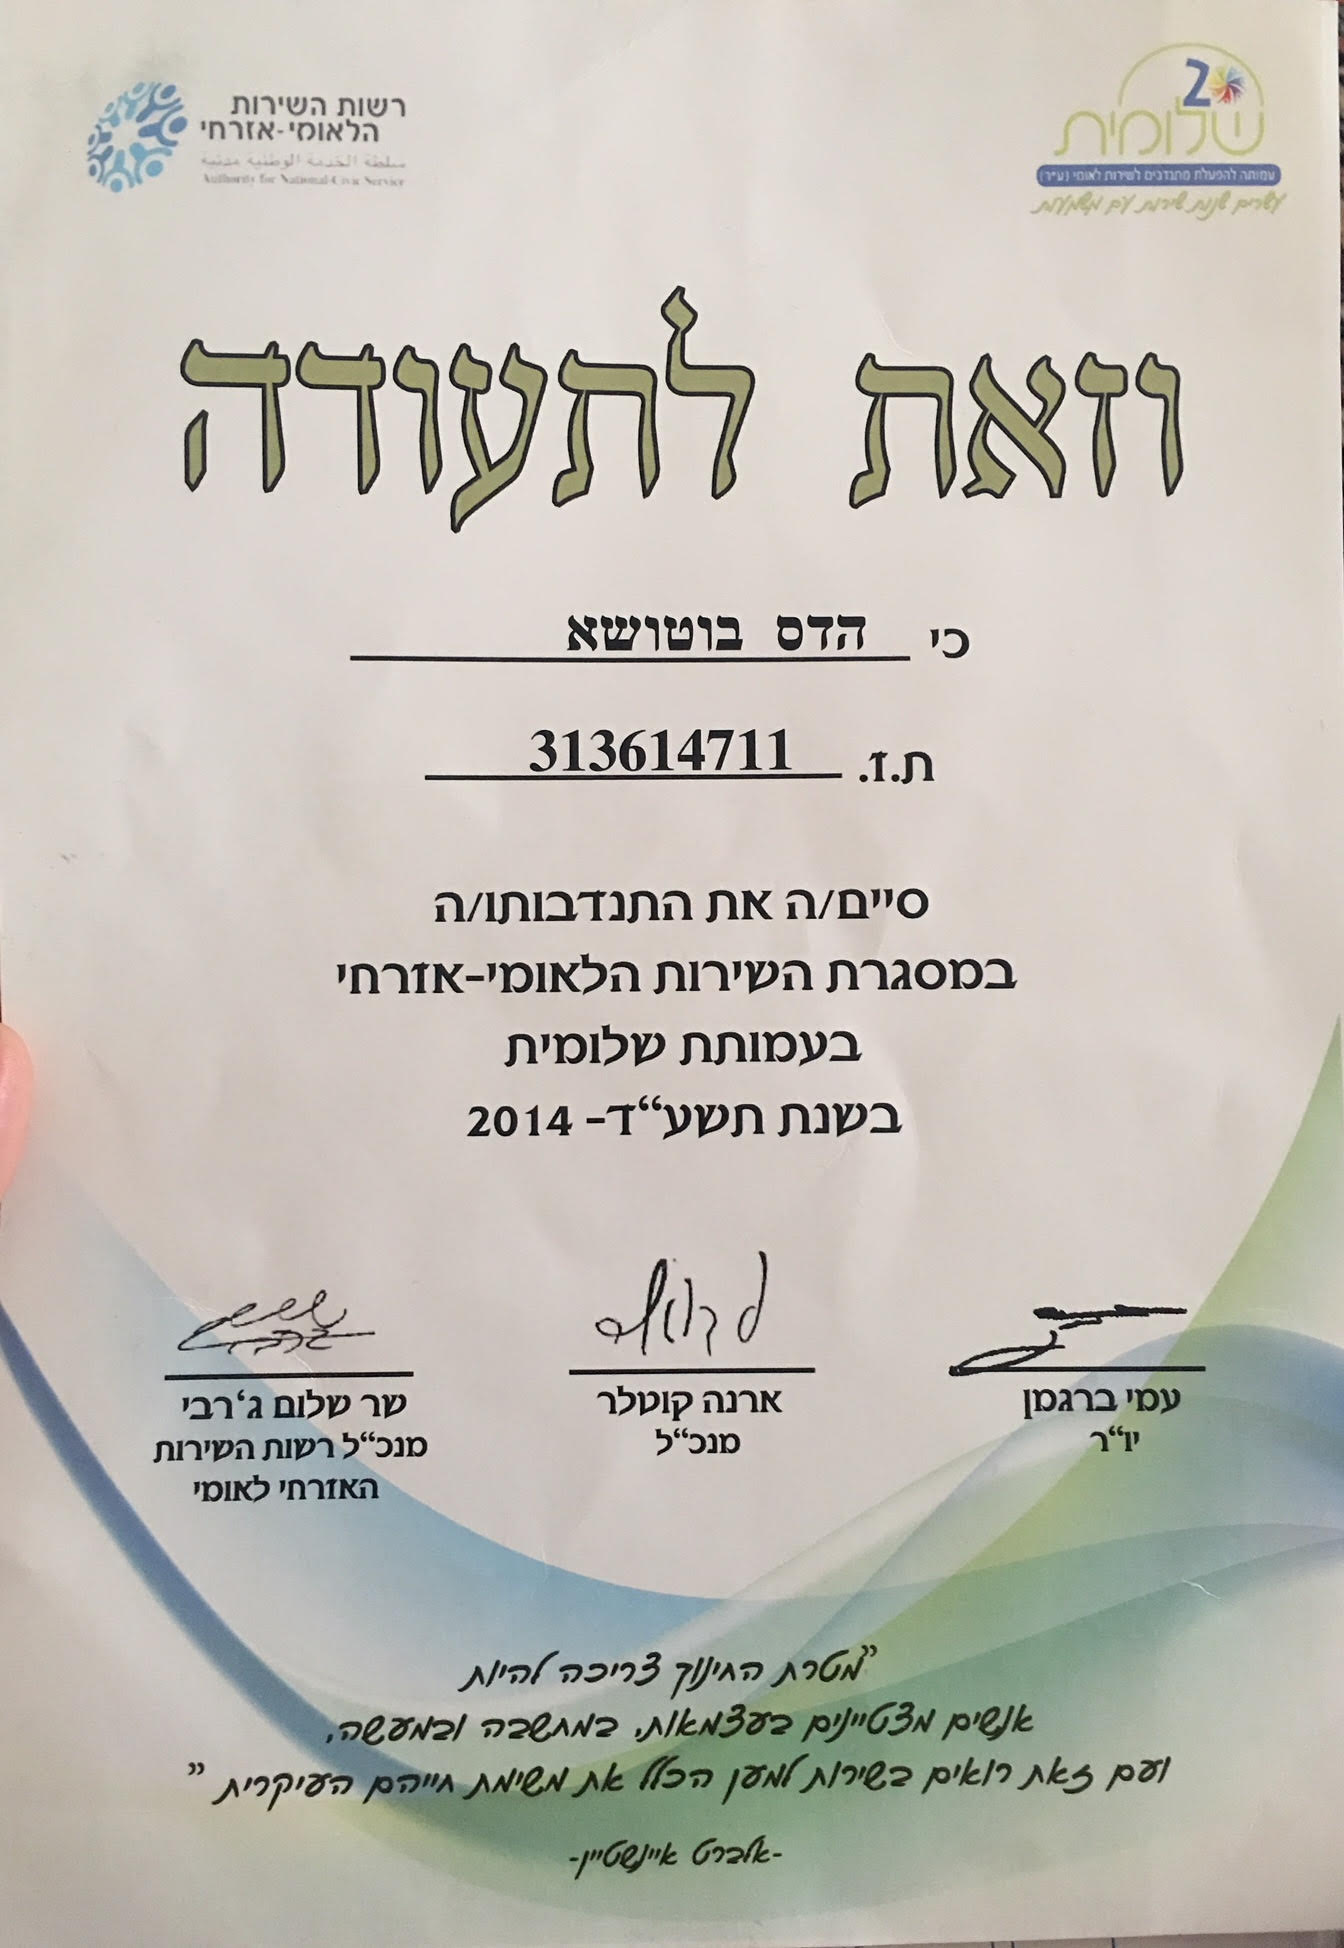 רשות השירות
הלאומי-אזרחי
سلطة الخدمة الوطنية مدنية
Authority for National-Civic Service
20
שלומית
עמותה להפעלת מתנדבים לשירות לאומי (ע"ר)
עשרים שנות שירות עם משמעות
וזאת לתעודה
כי הדס בוטושא
ת.ז. 313614711
סיים/ה את התנדבותו/ה
במסגרת השירות הלאומי-אזרחי
בעמותת שלומית
בשנת תשע"ד- 2014
עמי ברגמן
יו"ר
ארנה קוטלר
מנכ"ל
שר שלום ג'רבי
מנכ"ל רשות השירות
האזרחי לאומי
"מטרת החינוך צריכה להיות
אנשים מצטיינים בעצמאות, במחשבה ובמעשה,
ועם זאת רואים בשירות למען הכלל את משימת חייהם העיקרית"
-אלברט איינשטיין-